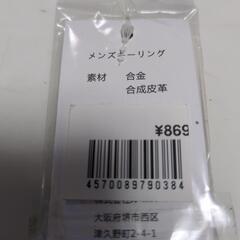 メンズキーリング
素材 合金
合成皮革
¥869
4570089790384
大阪府堺市西区
津久野町2-4-1